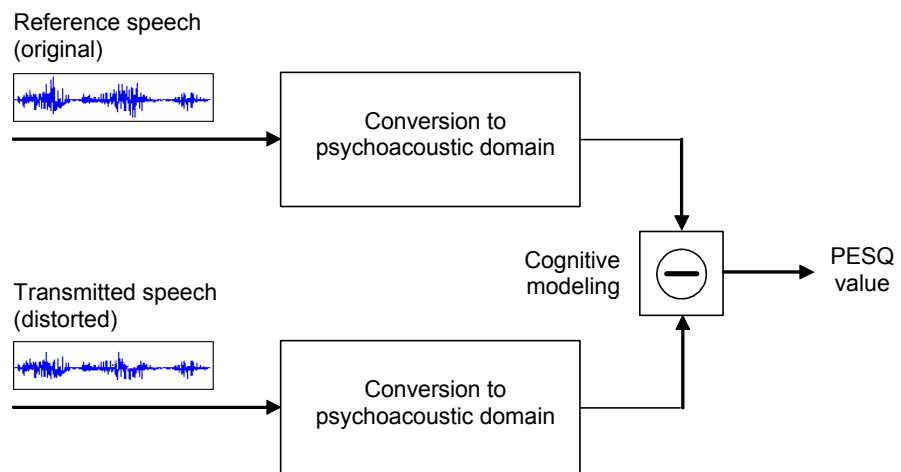 Reference speech
(original)
Conversion to
psychoacoustic domain
Cognitive
modeling
PESQ
value
Transmitted speech
(distorted)
Conversion to
psychoacoustic domain